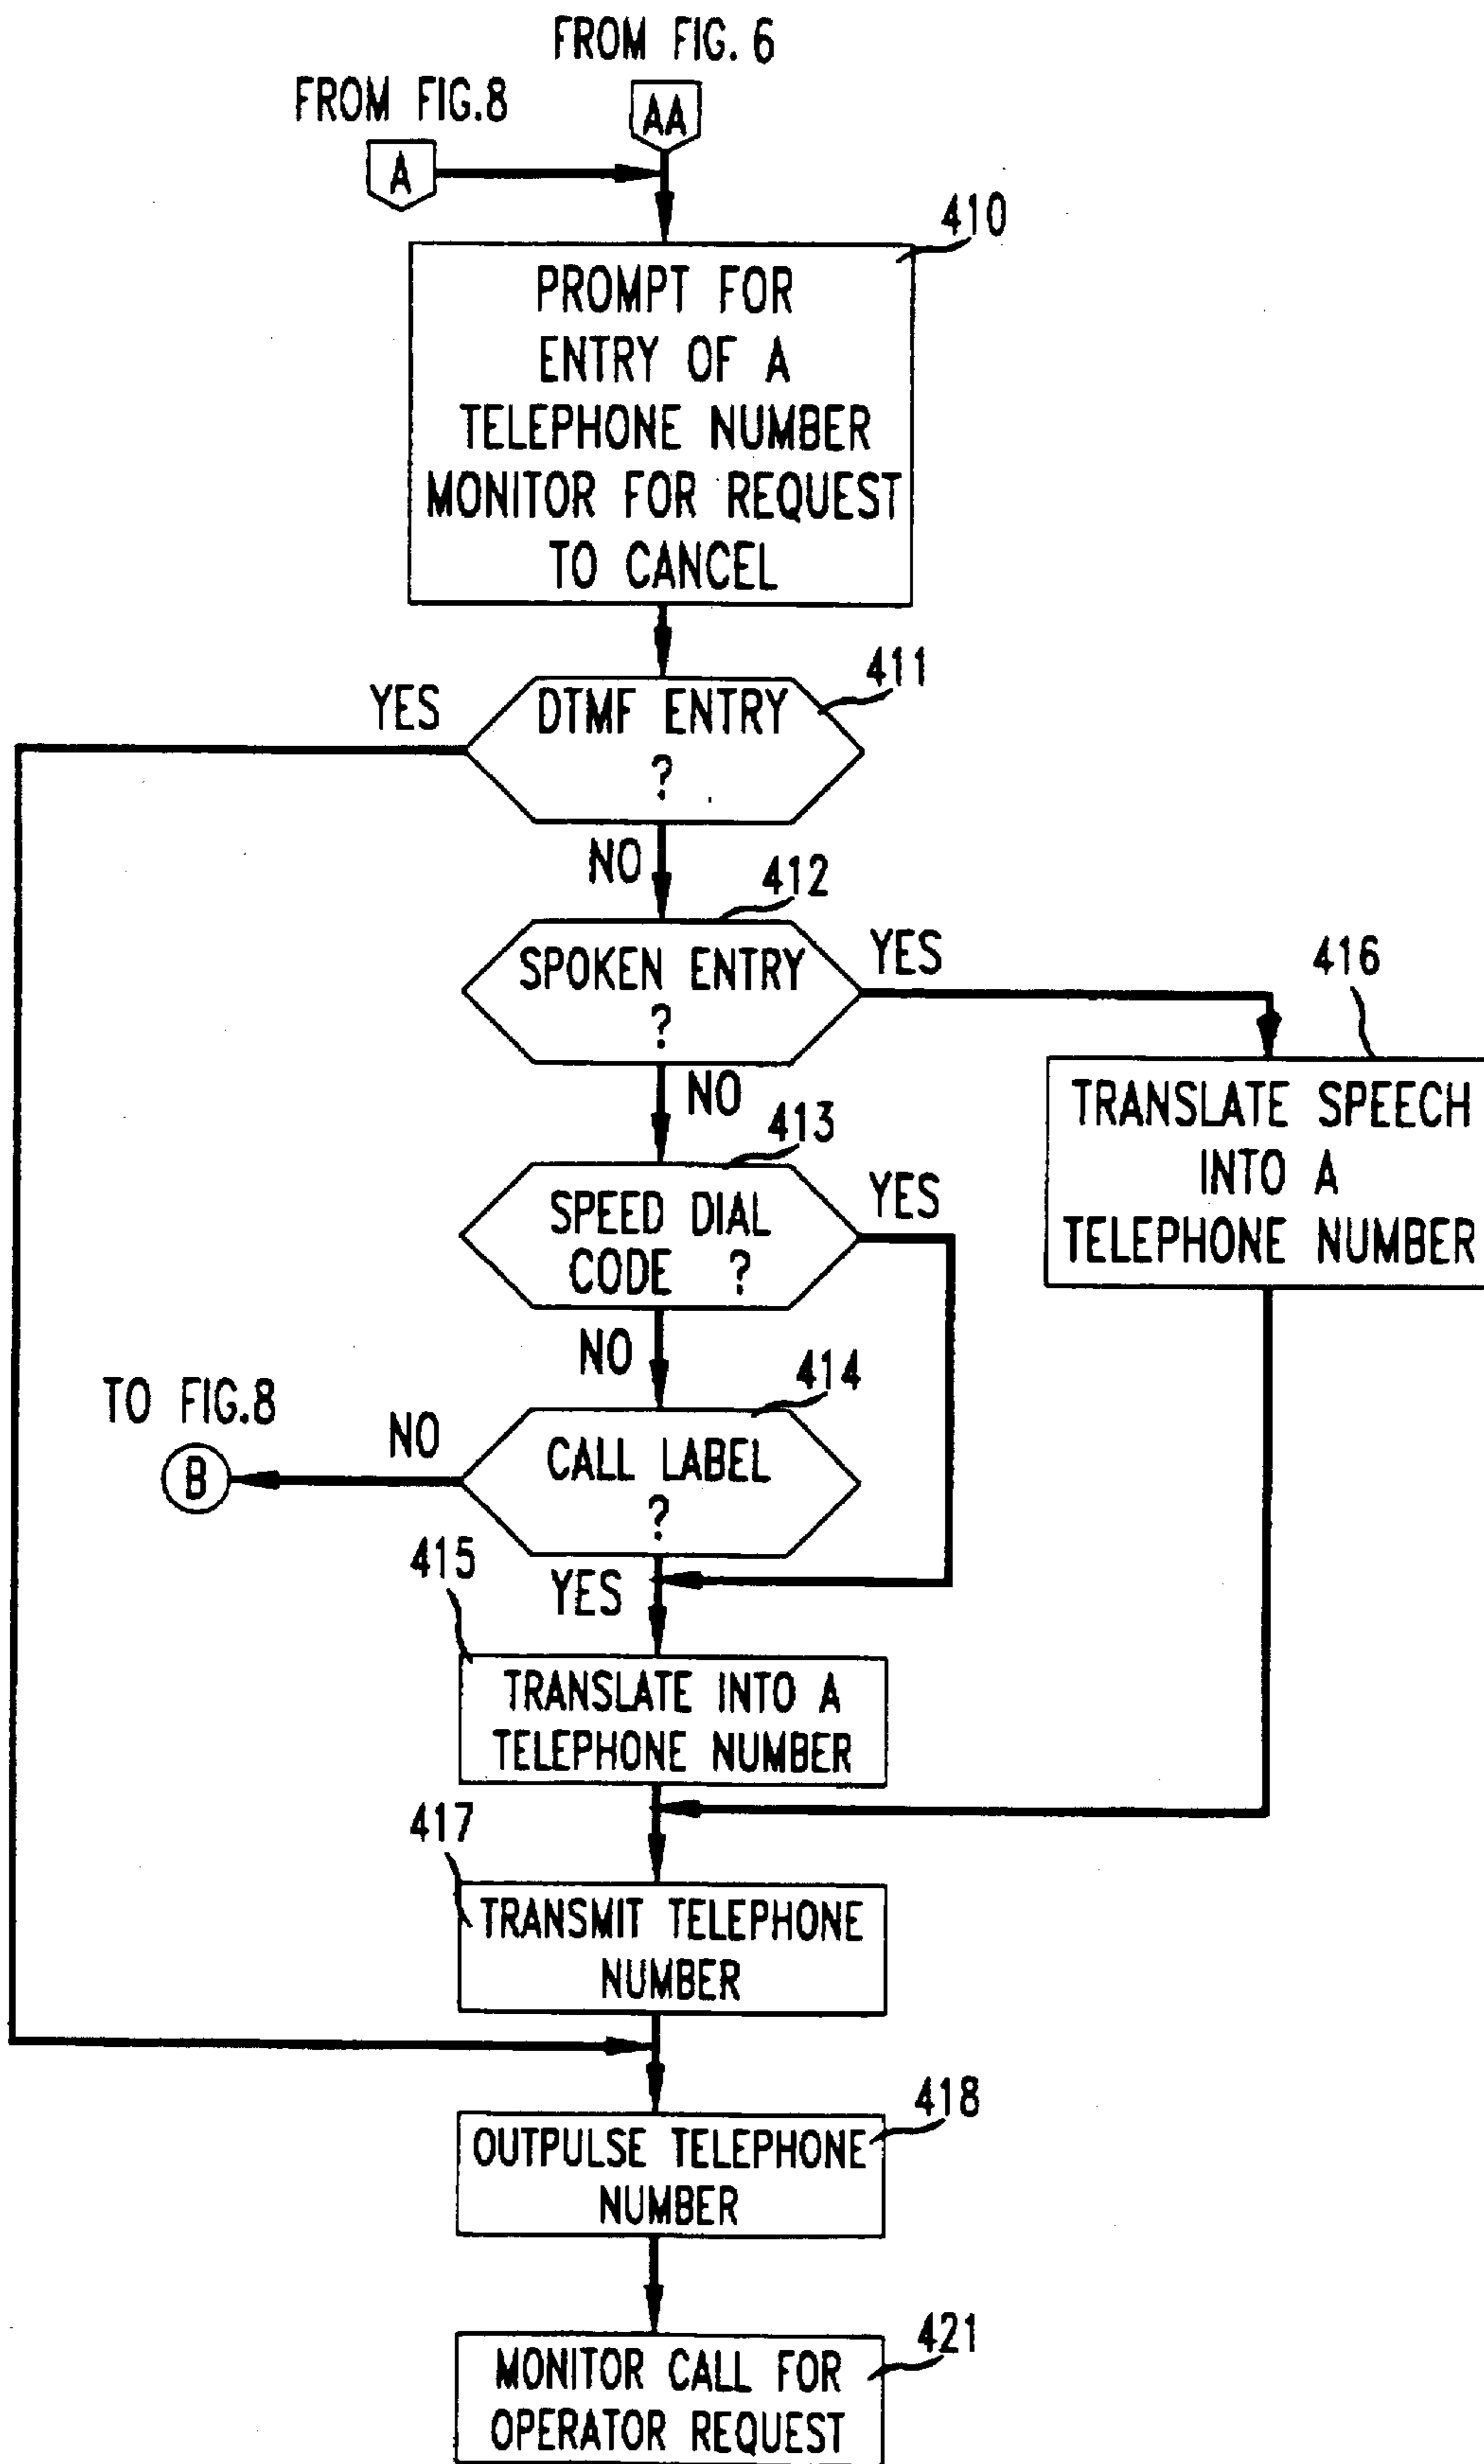 FROM FIG. 6
FROM FIG.8
AA
A
410
PROMPT FOR
ENTRY OF A
TELEPHONE NUMBER
MONITOR FOR REQUEST
TO CANCEL
411
YES
DTMF ENTRY
?
NO
412
SPOKEN ENTRY
?
YES
416
TRANSLATE SPEECH
INTO A
TELEPHONE NUMBER
NO
413
SPEED DIAL
CODE ?
YES
NO
414
TO FIG.8
B
NO
CALL LABEL
?
415
YES
TRANSLATE INTO A
TELEPHONE NUMBER
417
TRANSMIT TELEPHONE
NUMBER
418
OUTPULSE TELEPHONE
NUMBER
421
MONITOR CALL FOR
OPERATOR REQUEST